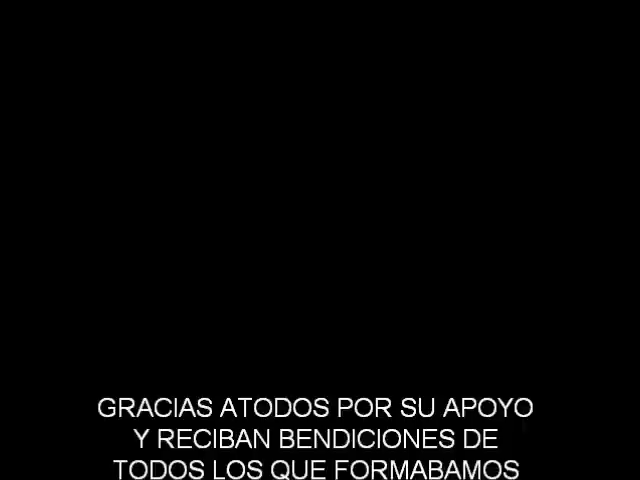 GRACIAS ATODOS POR SU APOYO
Y RECIBAN BENDICIONES DE
TODOS LOS QUE FORMABAMOS